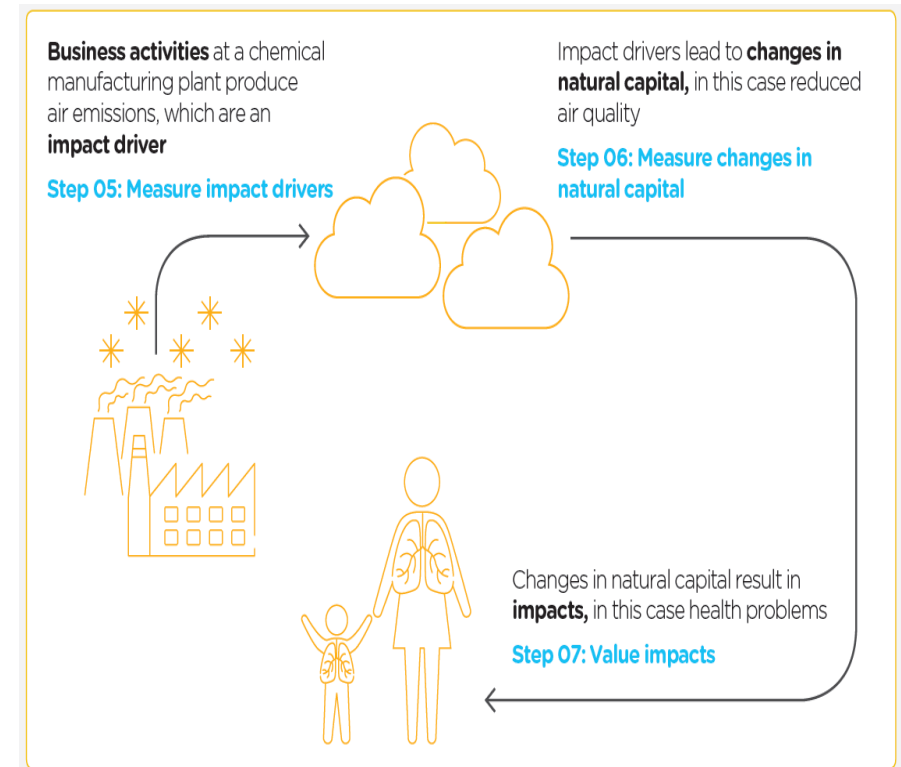 Business activities at a chemical
manufacturing plant produce
air emissions, which are an
impact driver
Step 05: Measure impact drivers
Impact drivers lead to changes in
natural capital, in this case reduced
air quality
Step 06: Measure changes in
natural capital
Changes in natural capital result in
impacts, in this case health problems
Step 07: Value impacts